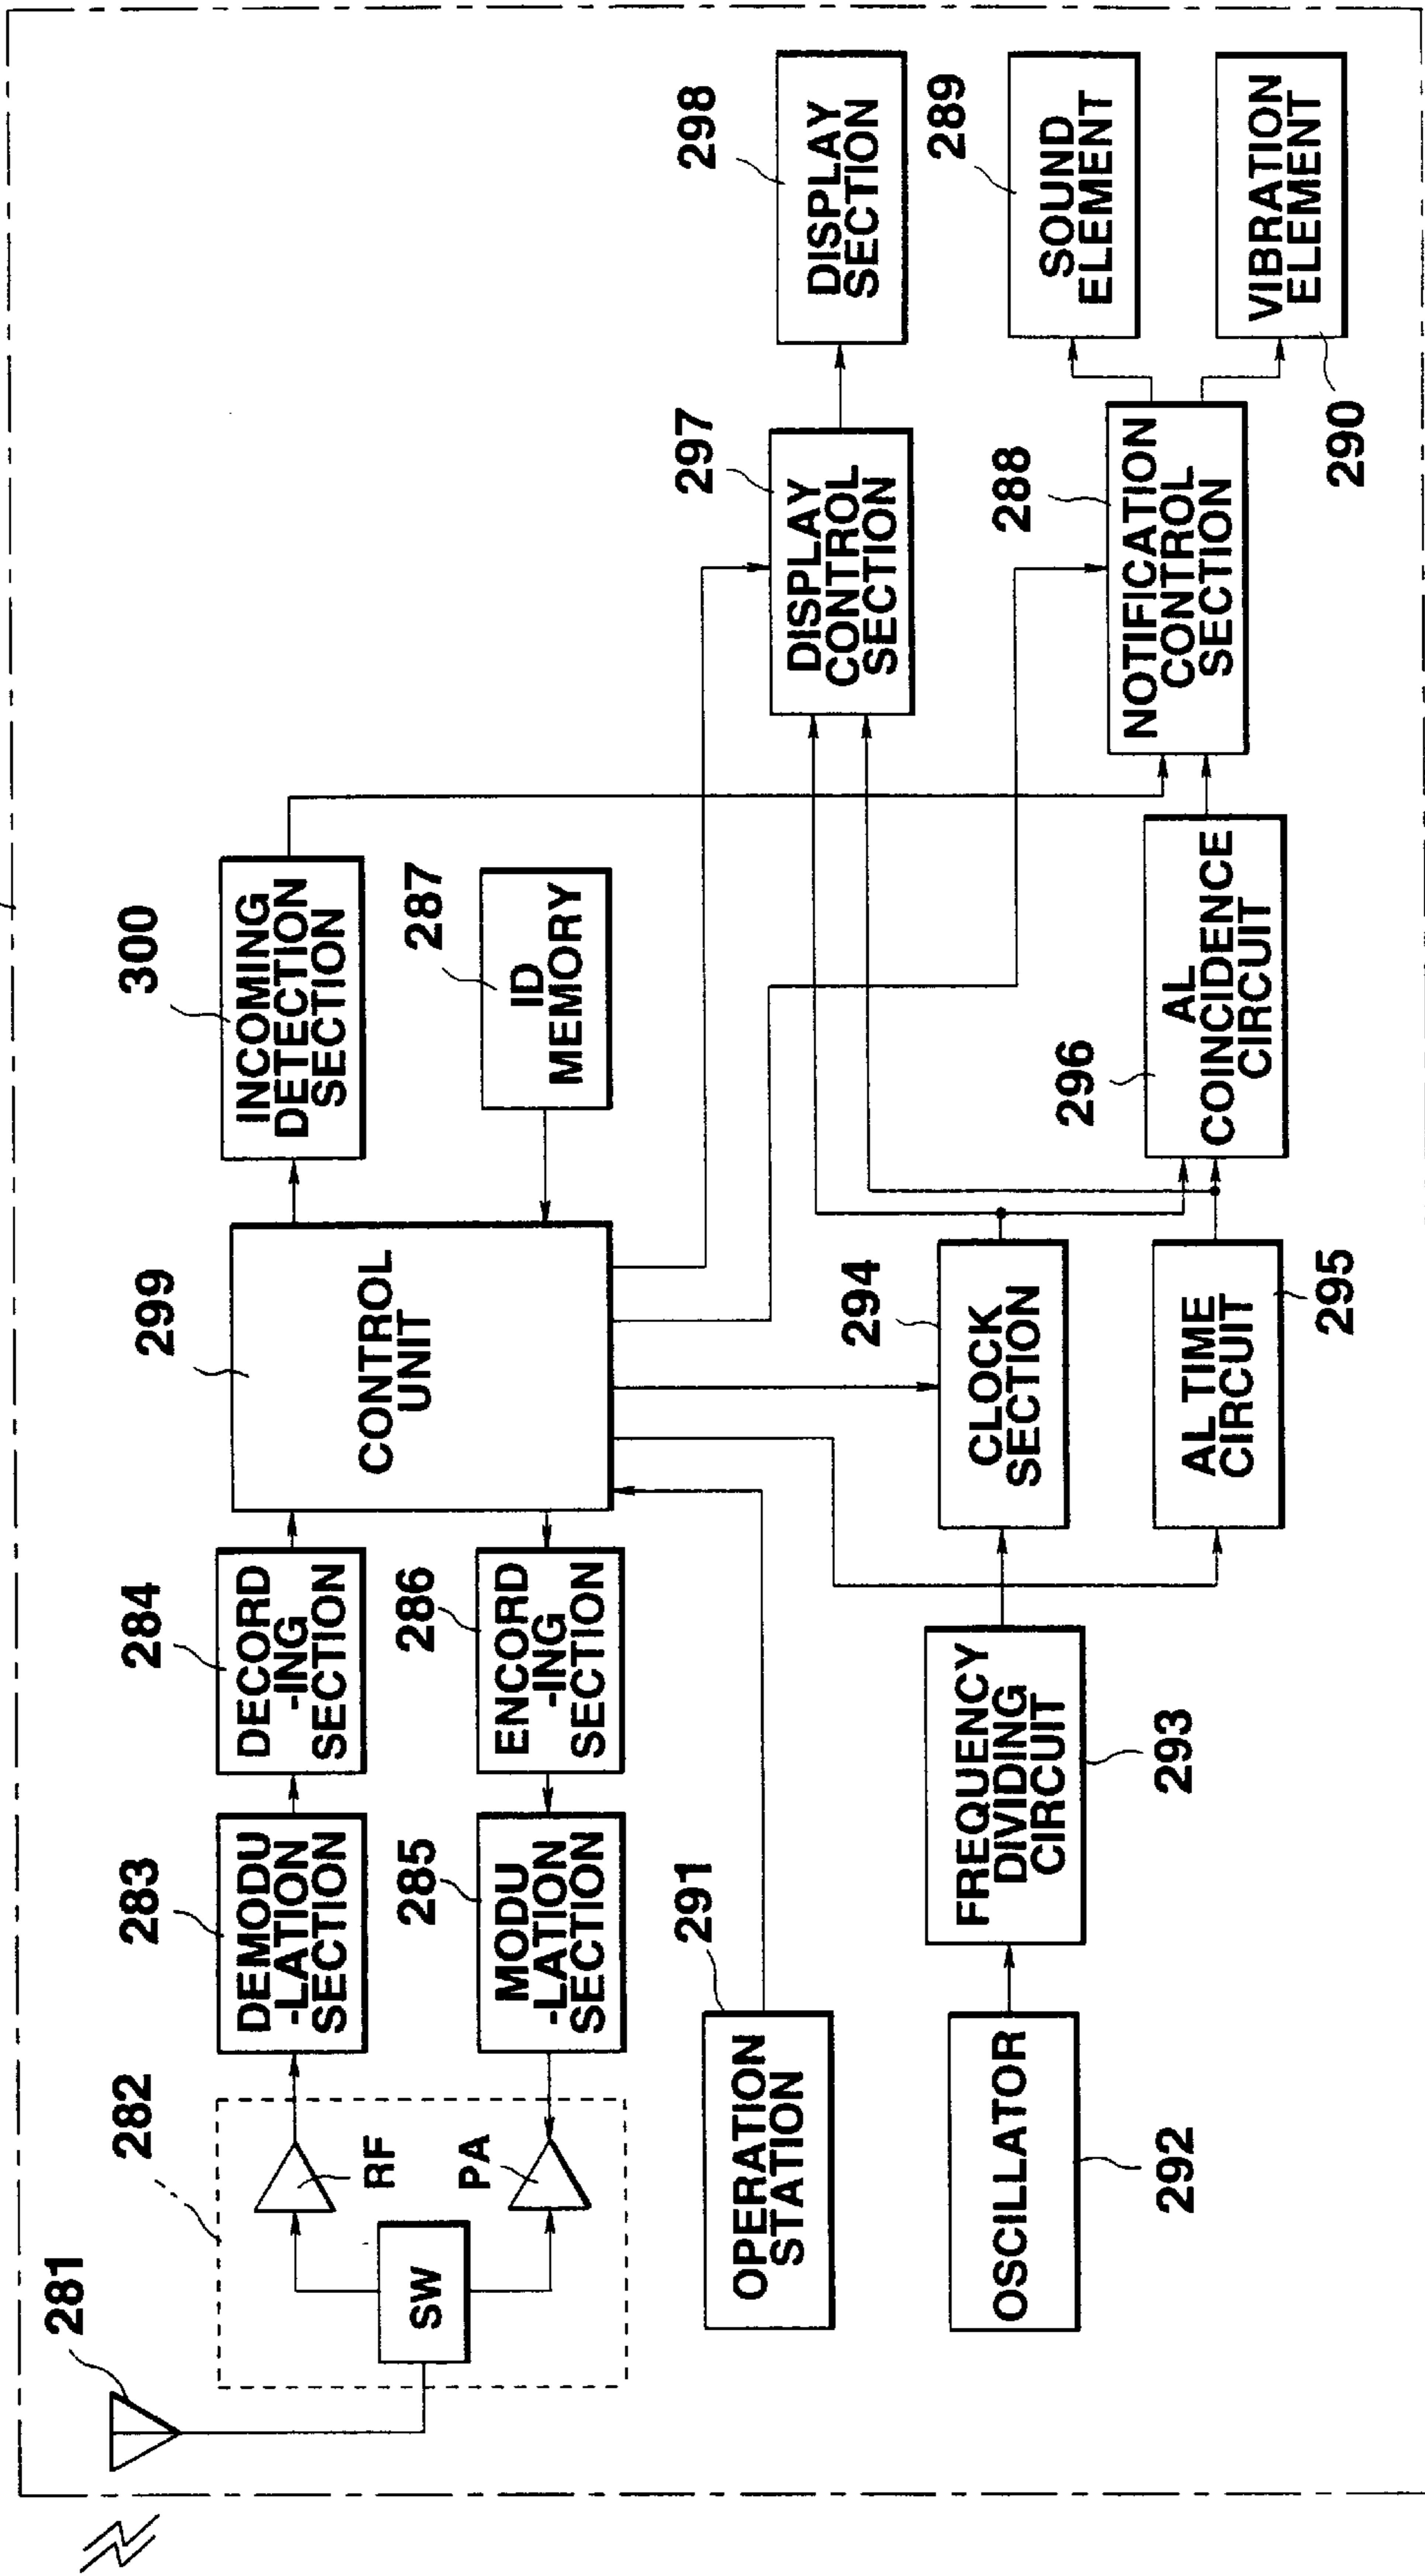 281
282
SW
RF
PA
283
DEMODU
-LATION
SECTION
284
DECORD
-ING
SECTION
285
MODU
-LATION
SECTION
286
ENCORD
-ING
SECTION
299
CONTROL
UNIT
300
INCOMING
DETECTION
SECTION
287
ID
MEMORY
291
OPERATION
STATION
297
DISPLAY
CONTROL
SECTION
298
DISPLAY
SECTION
292
OSCILLATOR
293
FREQUENCY
DIVIDING
CIRCUIT
294
CLOCK
SECTION
295
AL TIME
CIRCUIT
296
AL
COINCIDENCE
CIRCUIT
288
NOTIFICATION
CONTROL
SECTION
289
SOUND
ELEMENT
290
VIBRATION
ELEMENT